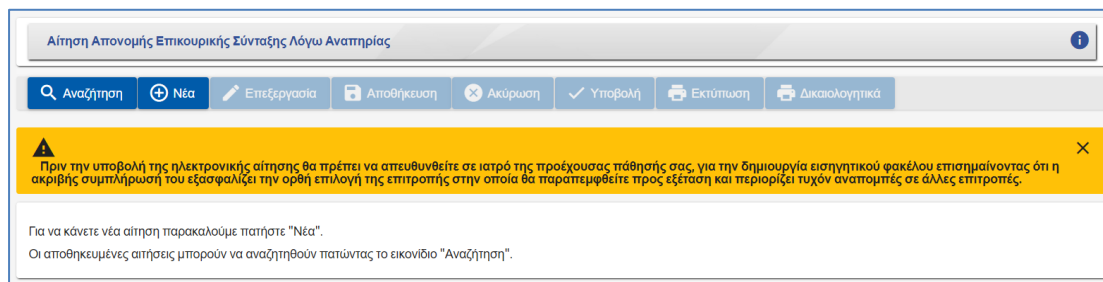 Αίτηση Απονομής Επικουρικής Σύνταξης Λόγω Αναπηρίας
Αναζήτηση Νέα Επεξεργασία Αποθήκευση Ακύρωση Υποβολή Εκτύπωση Δικαιολογητικά
Πριν την υποβολή της ηλεκτρονικής αίτησης θα πρέπει να απευθυνθείτε σε ιατρό της προέχουσας πάθησής σας, για την δημιουργία εισηγητικού φακέλου επισημαίνοντας ότι η
ακριβής συμπλήρωσή του εξασφαλίζει την ορθή επιλογή της επιτροπής στην οποία θα παραπεμφθείτε προς εξέταση και περιορίζει τυχόν αναπομπές σε άλλες επιτροπές.
Για να κάνετε νέα αίτηση παρακαλούμε πατήστε "Νέα".
Οι αποθηκευμένες αιτήσεις μπορούν να αναζητηθούν πατώντας το εικονίδιο "Αναζήτηση".